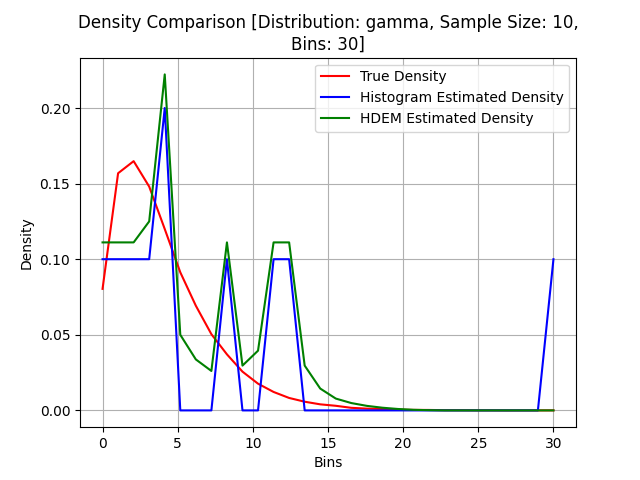 Density Comparison [Distribution: gamma, Sample Size: 10,
Bins: 30]
True Density
Histogram Estimated Density
HDEM Estimated Density
Density
0.20
0.15
0.10
0.05
0.00
0 5 10 15 20 25 30
Bins